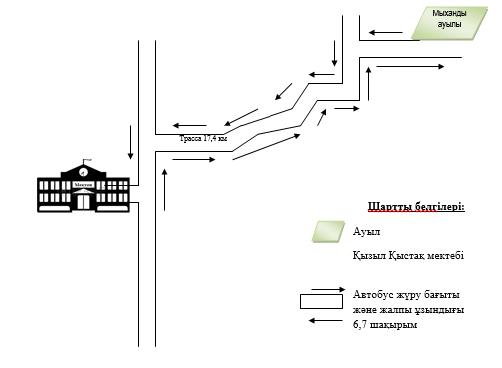 Мыханды
ауылы
Трасса 17,4 км
Мектеп
Шартты белгілері:
Ауыл
Қызыл Қыстақ мектебі
Автобус жүру бағыты
және жалпы ұзындығы
6,7 шақырым